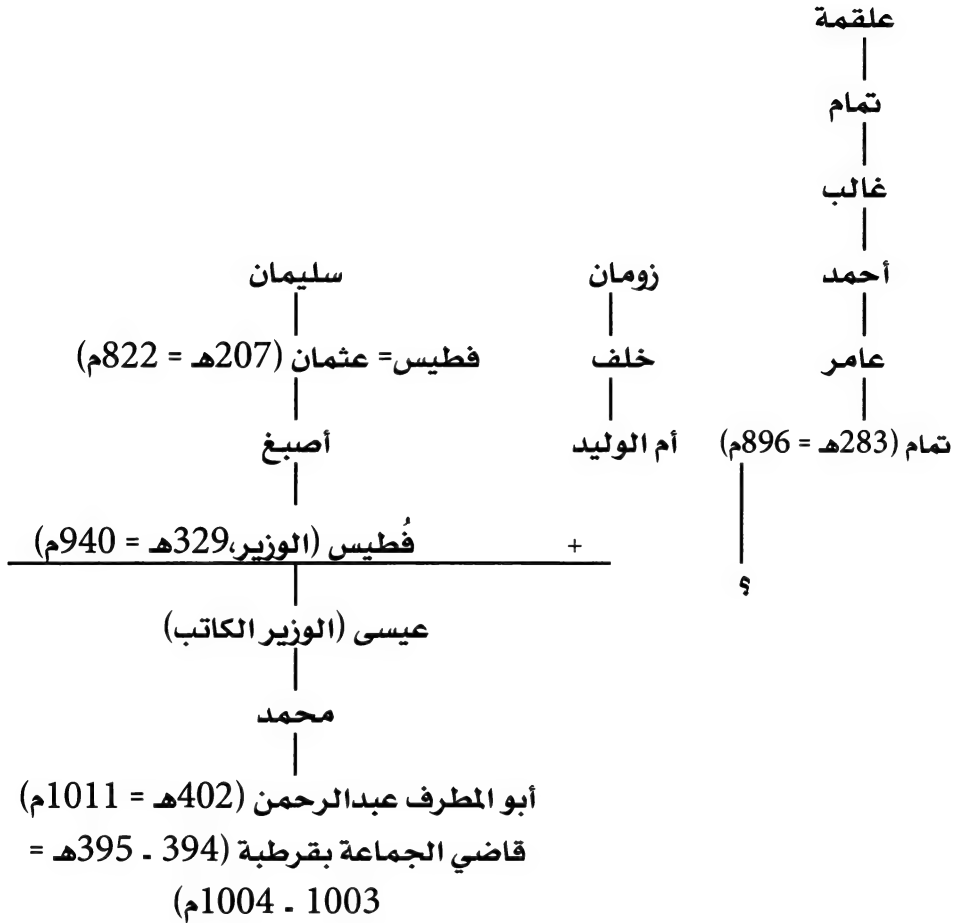 علقمة
تمام
غالب
أحمد
زومان
سليمان
عامر
خلف
فطيس= عثمان (207هـ = 822م)
تمام (283هـ = 896م)
أم الوليد
أصبغ
+
فُطيس (الوزير،329هـ = 940م)
؟
عيسى (الوزير الكاتب)
محمد
أبو المطرف عبدالرحمن (402هـ = 1011م)
قاضي الجماعة بقرطبة (394 - 395هـ =
1003 - 1004م)